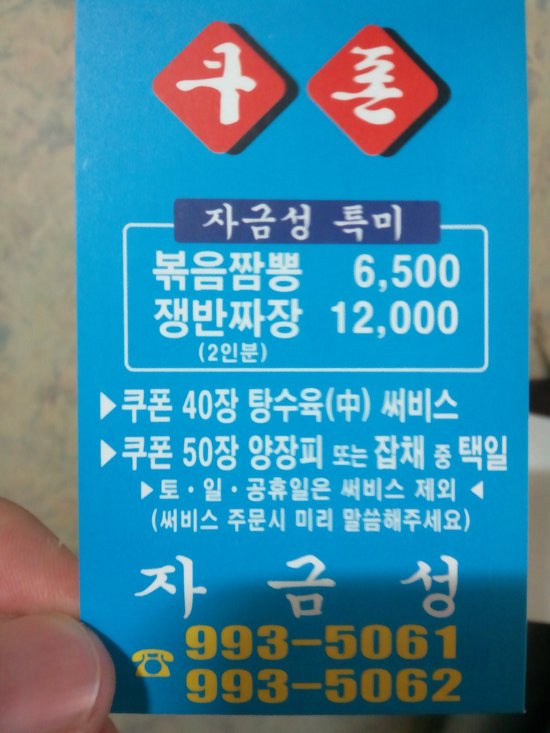 쿠폰
자금성 특미
볶음짬뽕 6,500
쟁반짜장 12,000
(2인분)
▶쿠폰 40장 탕수육(中) 써비스
▶쿠폰 50장 양장피 또는 잡채 중 택일
▶토·일·공휴일은 써비스 제외◀
(써비스 주문시 미리 말씀해주세요)
자금성
☎993-5061
993-5062